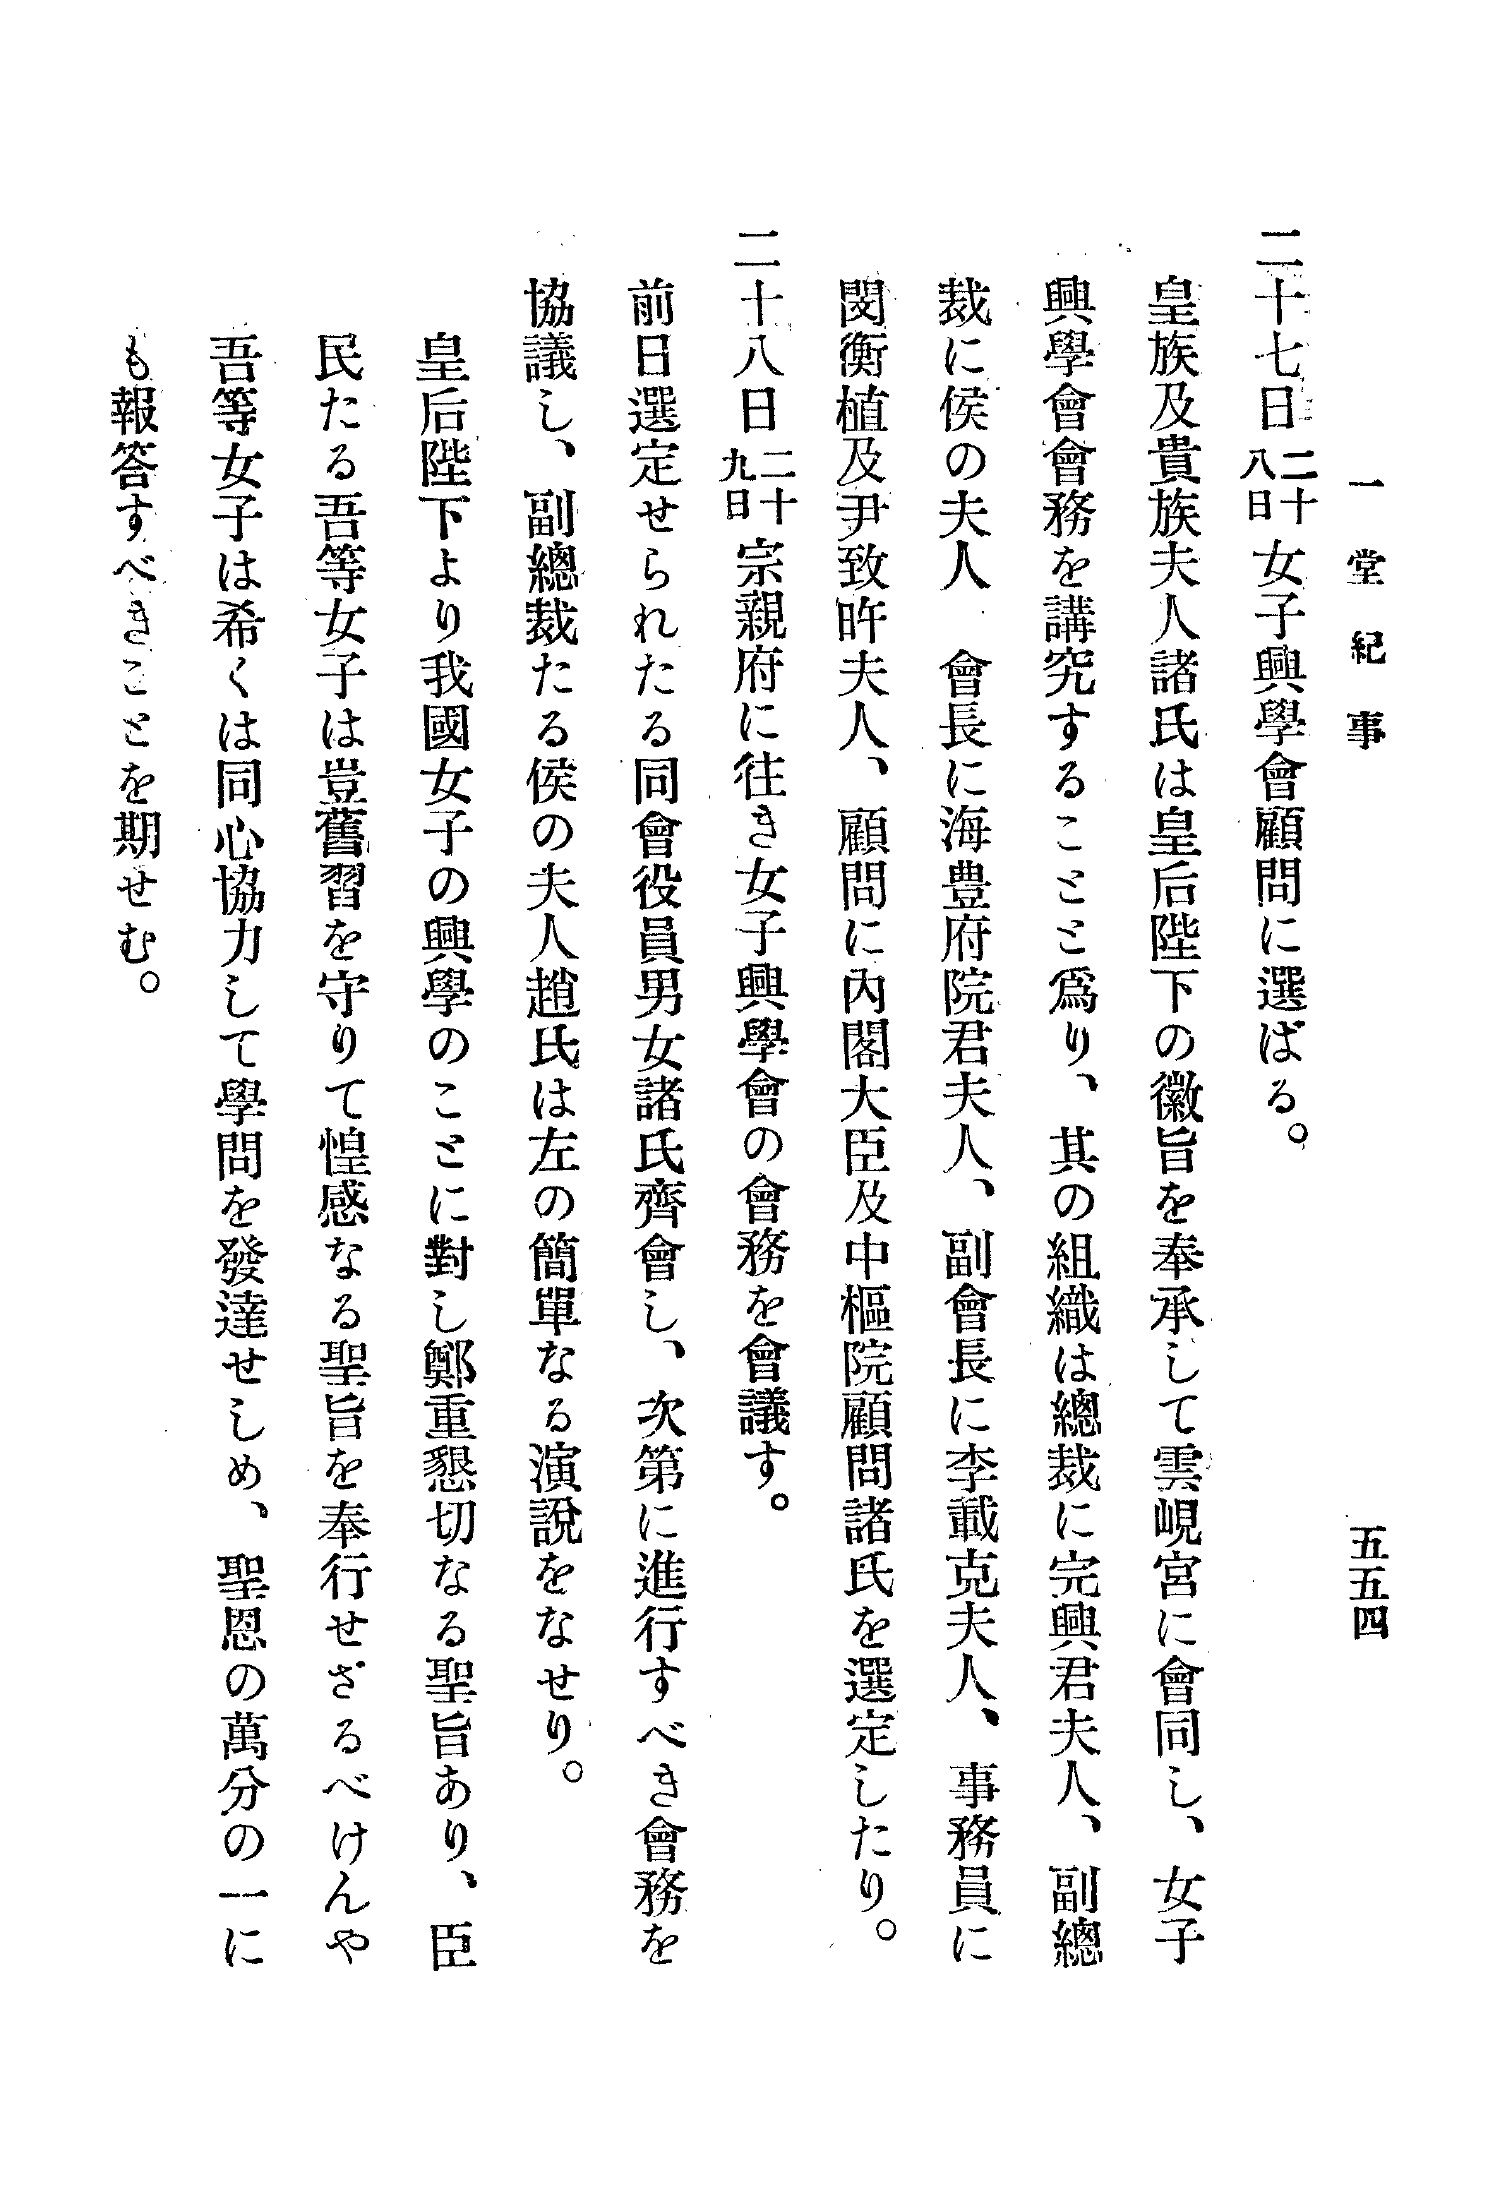 一堂紀事
五五四
二十七日二十八日女子興學會顧問に選ばる。
皇族及貴族夫人諸氏は皇后陛下の徽旨を奉承して雲峴宮に會同し、女子
興學會會務を講究することと爲り、其の組織は總裁に完興君夫人、副總
裁に侯の夫人　會長に海豊府院君夫人、副會長に李載克夫人、事務員に
閔衡植及尹致旿夫人、顧問に內閣大臣及中樞院顧問諸氏を選定したり。
二十八日二十九日宗親府に往き女子興學會の會務を會議す。
前日選定せられたる同會役員男女諸氏齊會し、次第に進行すべき會務を
協議し、副總裁たる侯の夫人趙氏は左の簡單なる演說をなせり。
皇后陛下より我國女子の興學のことに對し鄭重懇切なる聖旨あり、臣
民たる吾等女子は豈舊習を守りて惶感なる聖旨を奉行せざるべけんや
吾等女子は希くは同心協力して學問を發達せしめ、聖恩の萬分の一に
も報答すべきことを期せむ。